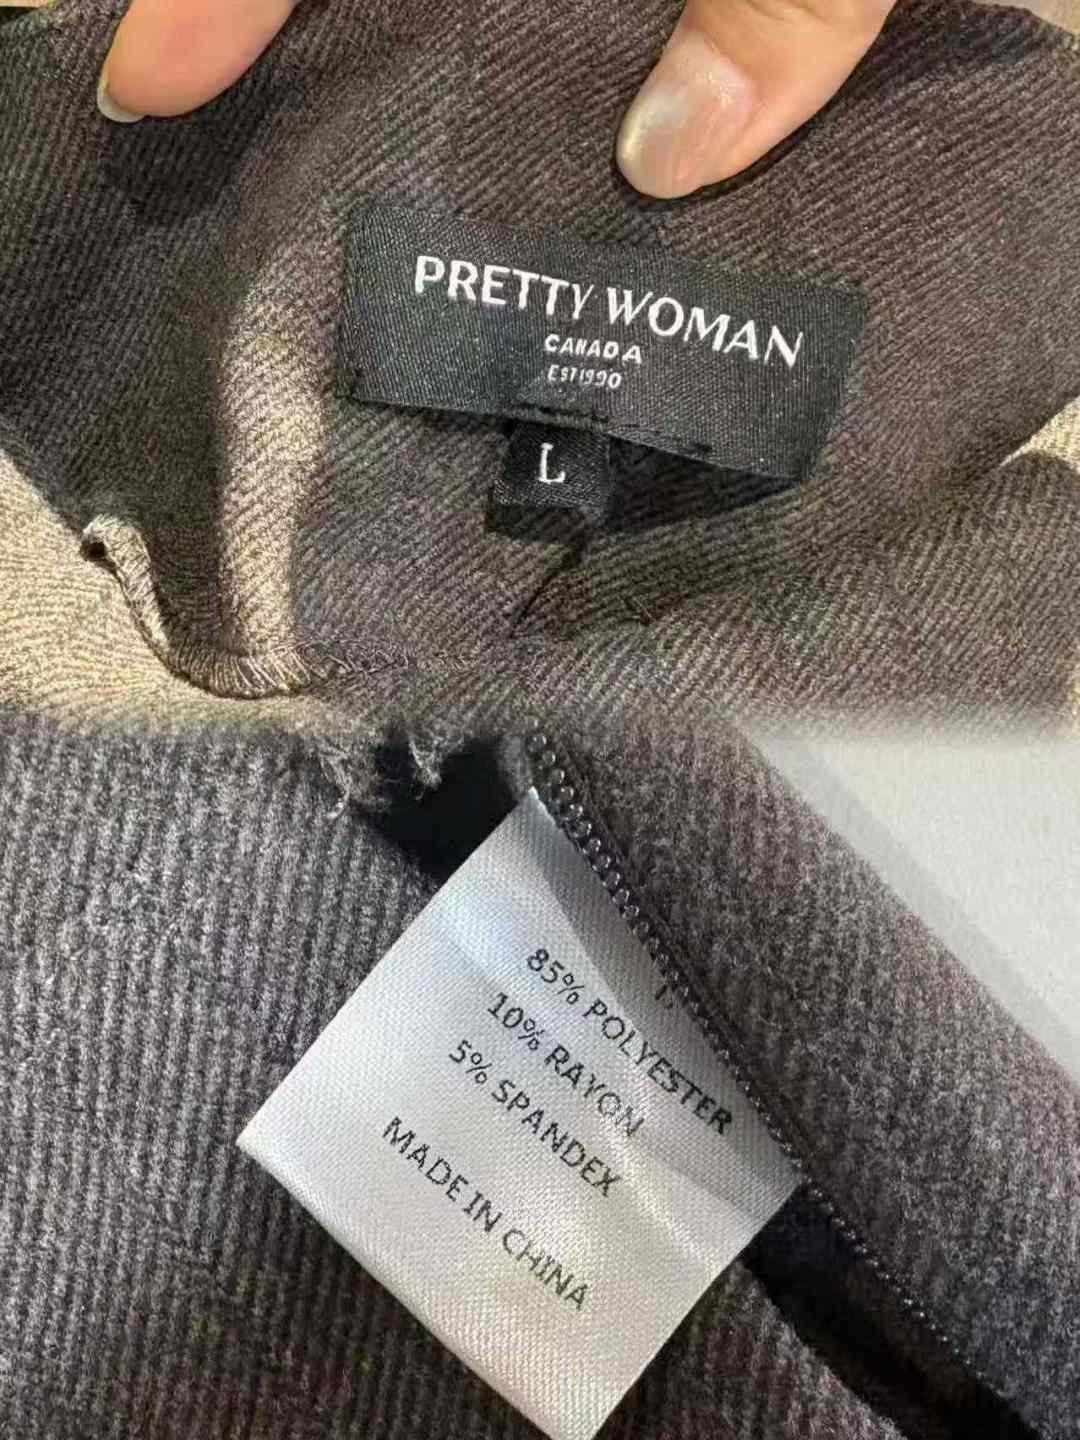 PRETTY WOMAN
CANADA
EST1990
L
85% POLYESTER
10% RAYON
5% SPANDEX
MADE IN CHINA